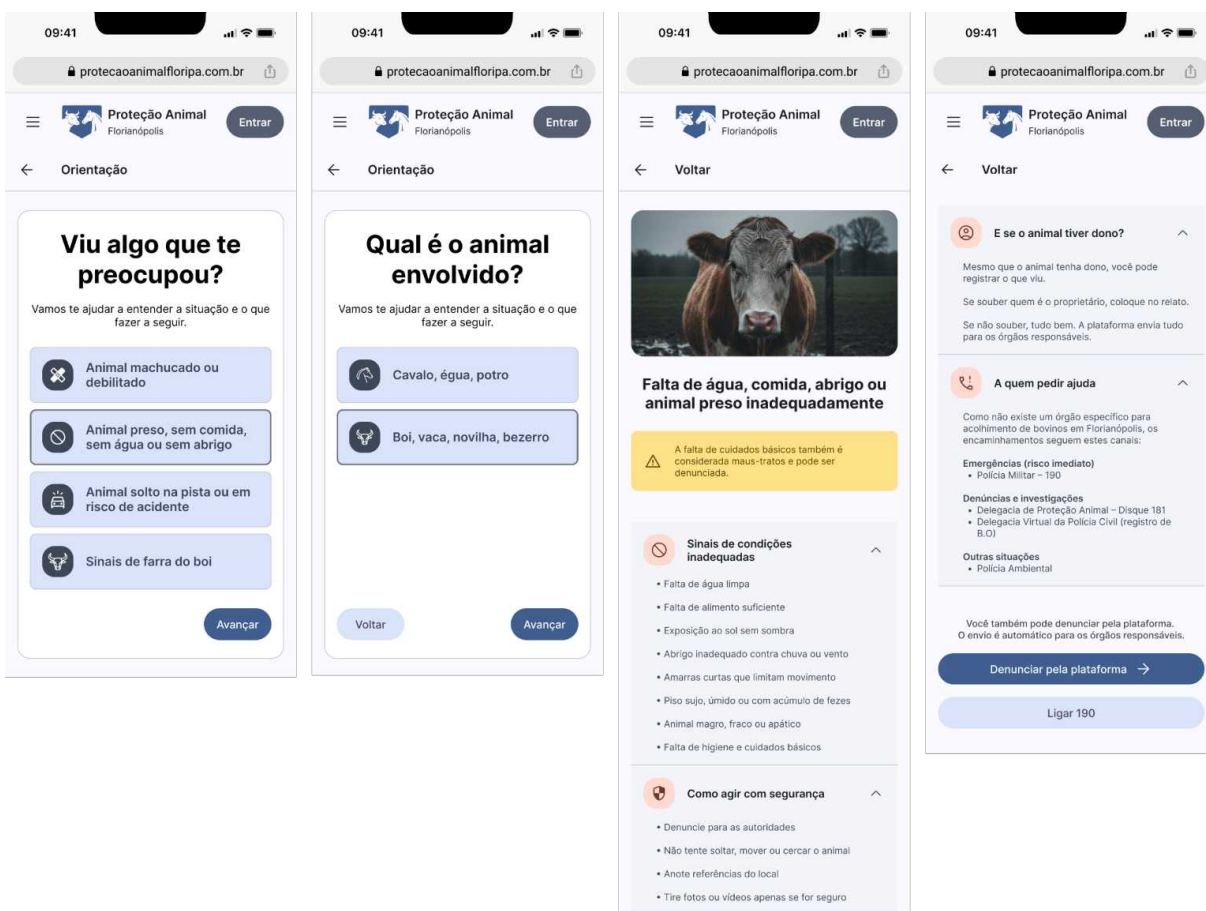 09:41
protecaoanimalfloripa.com.br
Proteção Animal
Florianópolis
Entrar
Orientação
Viu algo que te
preocupou?
Vamos te ajudar a entender a situação e o que
fazer a seguir.
Animal machucado ou
debilitado
Animal preso, sem comida,
sem água ou sem abrigo
Animal solto na pista ou em
risco de acidente
Sinais de farra do boi
Avançar
09:41
protecaoanimalfloripa.com.br
Proteção Animal
Florianópolis
Entrar
Orientação
Qual é o animal
envolvido?
Vamos te ajudar a entender a situação e o que
fazer a seguir.
Cavalo, égua, potro
Boi, vaca, novilha, bezerro
Voltar
Avançar
09:41
protecaoanimalfloripa.com.br
Proteção Animal
Florianópolis
Entrar
Voltar
Falta de água, comida, abrigo ou
animal preso inadequadamente
A falta de cuidados básicos também é
considerada maus-tratos e pode ser
denunciada.
Sinais de condições
inadequadas
• Falta de água limpa
• Falta de alimento suficiente
• Exposição ao sol sem sombra
• Abrigo inadequado contra chuva ou vento
• Amarras curtas que limitam movimento
• Piso sujo, úmido ou com acúmulo de fezes
• Animal magro, fraco ou apático
• Falta de higiene e cuidados básicos
Como agir com segurança
• Denuncie para as autoridades
• Não tente soltar, mover ou cercar o animal
• Anote referências do local
• Tire fotos ou vídeos apenas se for seguro
09:41
protecaoanimalfloripa.com.br
Proteção Animal
Florianópolis
Entrar
Voltar
E se o animal tiver dono?
Mesmo que o animal tenha dono, você pode
registrar o que viu.
Se souber quem é o proprietário, coloque no relato.
Se não souber, tudo bem. A plataforma envia tudo
para os órgãos responsáveis.
A quem pedir ajuda
Como não existe um órgão específico para
acolhimento de bovinos em Florianópolis, os
encaminhamentos seguem estes canais:
Emergências (risco imediato)
• Polícia Militar – 190
Denúncias e investigações
• Delegacia de Proteção Animal – Disque 181
• Delegacia Virtual da Polícia Civil (registro de
B.O)
Outras situações
• Polícia Ambiental
Você também pode denunciar pela plataforma.
O envio é automático para os órgãos responsáveis.
Denunciar pela plataforma
Ligar 190